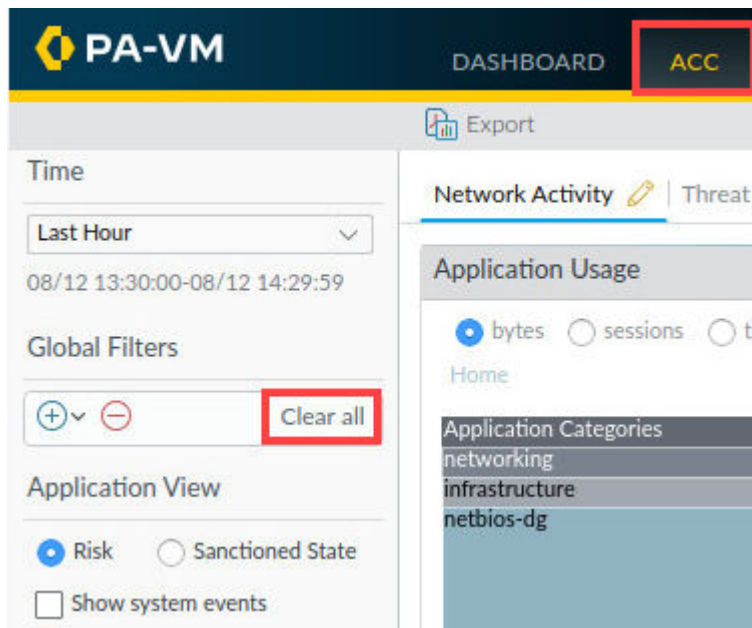 PA-VM
DASHBOARD ACC
Export
Time
Last Hour
08/12 13:30:00-08/12 14:29:59
Global Filters
Clear all
Application View
Risk Sanctioned State
Show system events
Network Activity Threat
Application Usage
bytes sessions t
Home
Application Categories
networking
infrastructure
netbios-dg